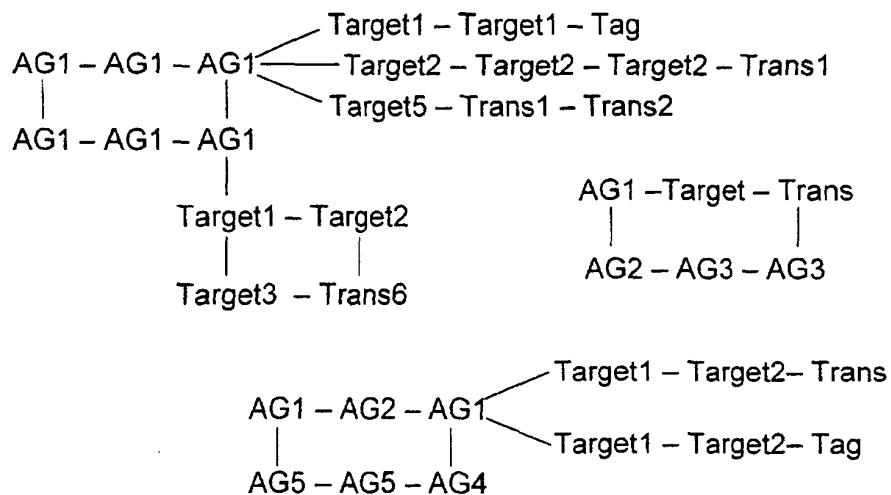 Target1 – Target1 – Tag
AG1 – AG1 – AG1
Target2 – Target2 – Target2 – Trans1
Target5 – Trans1 – Trans2
AG1 – AG1 – AG1
AG1 –Target – Trans
Target1 – Target2
AG2 – AG3 – AG3
Target3 – Trans6
Target1 – Target2– Trans
AG1 – AG2 – AG1
Target1 – Target2– Tag
AG5 – AG5 – AG4